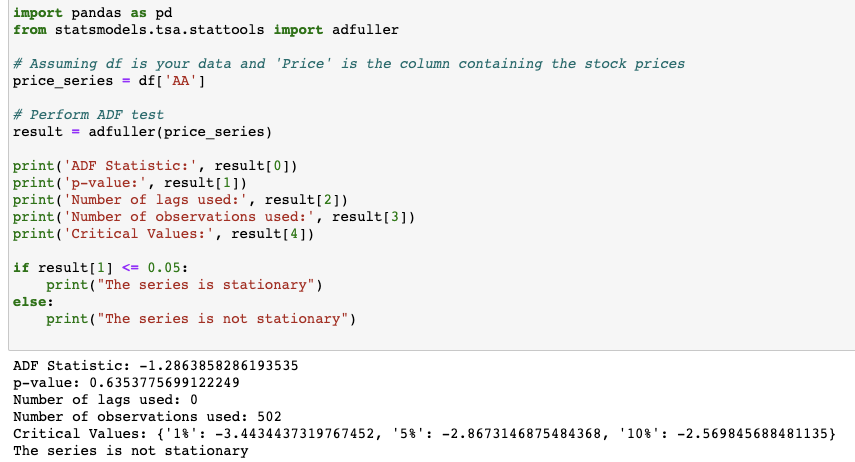 import pandas as pd
from statsmodels.tsa.stattools import adfuller
# Assuming df is your data and 'Price' is the column containing the stock prices
price_series = df['AA']
# Perform ADF test
result = adfuller(price_series)
print('ADF Statistic:', result[0])
print('p-value:', result[1])
print('Number of lags used:', result[2])
print('Number of observations used:', result[3])
print('Critical Values:', result[4])
if result[1] <= 0.05:
    print("The series is stationary")
else:
    print("The series is not stationary")
ADF Statistic: -1.2863858286193535
p-value: 0.6353775699122249
Number of lags used: 0
Number of observations used: 502
Critical Values: {'1%': -3.4434437319767452, '5%': -2.8673146875484368, '10%': -2.569845688481135}
The series is not stationary